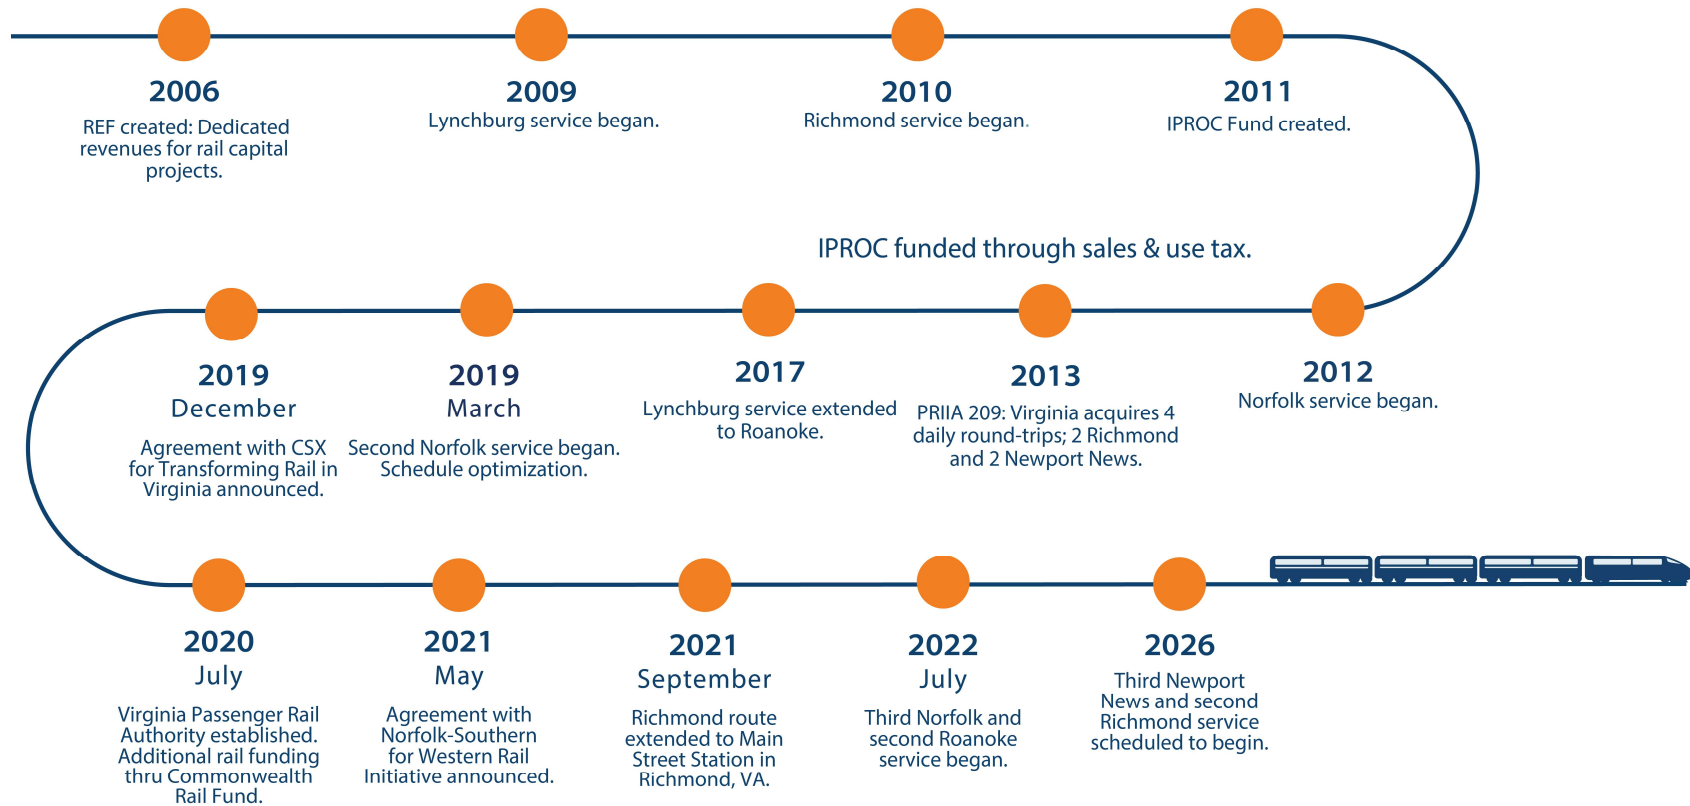 2006
REF created: Dedicated
revenues for rail capital
projects.
2009
Lynchburg service began.
2010
Richmond service began.
2011
IPROC Fund created.
IPROC funded through sales & use tax.
2019
December
Agreement with CSX
for Transforming Rail in
Virginia announced.
2019
March
Second Norfolk service began.
Schedule optimization.
2017
Lynchburg service extended
to Roanoke.
2013
PRIIA 209: Virginia acquires 4
daily round-trips; 2 Richmond
and 2 Newport News.
2012
Norfolk service began.
2020
July
Virginia Passenger Rail
Authority established.
Additional rail funding
thru Commonwealth
Rail Fund.
2021
May
Agreement with
Norfolk-Southern
for Western Rail
Initiative announced.
2021
September
Richmond route
extended to Main
Street Station in
Richmond, VA.
2022
July
Third Norfolk and
second Roanoke
service began.
2026
Third Newport
News and second
Richmond service
scheduled to begin.